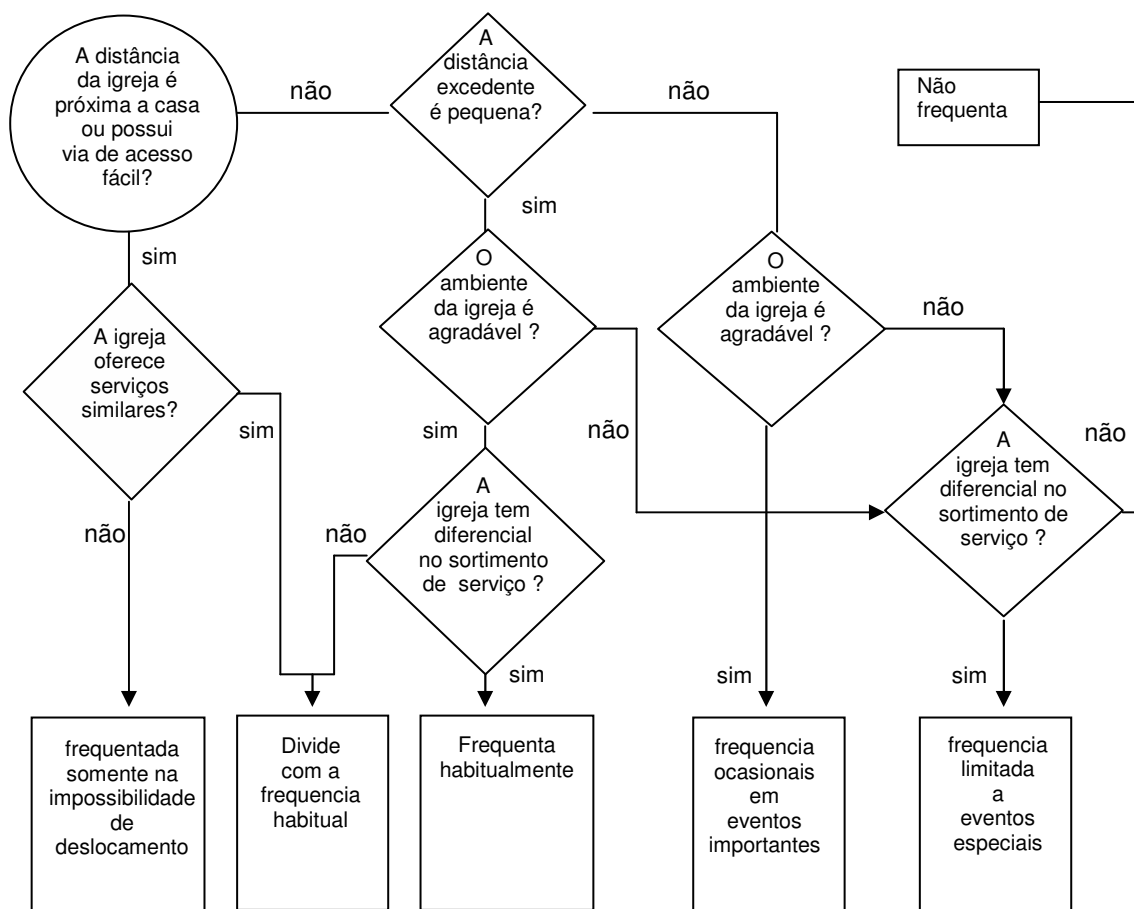 A distância
da igreja é
próxima a casa
ou possui
via de acesso
fácil?
não
A
distância
excedente
é pequena?
não
Não
frequenta
sim
sim
A igreja
oferece
serviços
similares?
O
ambiente
da igreja é
agradável ?
O
ambiente
da igreja é
agradável ?
não
sim
sim
não
A
igreja tem
diferencial
no sortimento
de serviço ?
A
igreja tem
diferencial no
sortimento de
serviço ?
não
não
não
sim
sim
sim
frequentada
somente na
impossibilidade
de
deslocamento
Divide
com a
frequencia
habitual
Frequenta
habitualmente
frequencia
ocasionais
em
eventos
importantes
frequencia
limitada
a
eventos
especiais